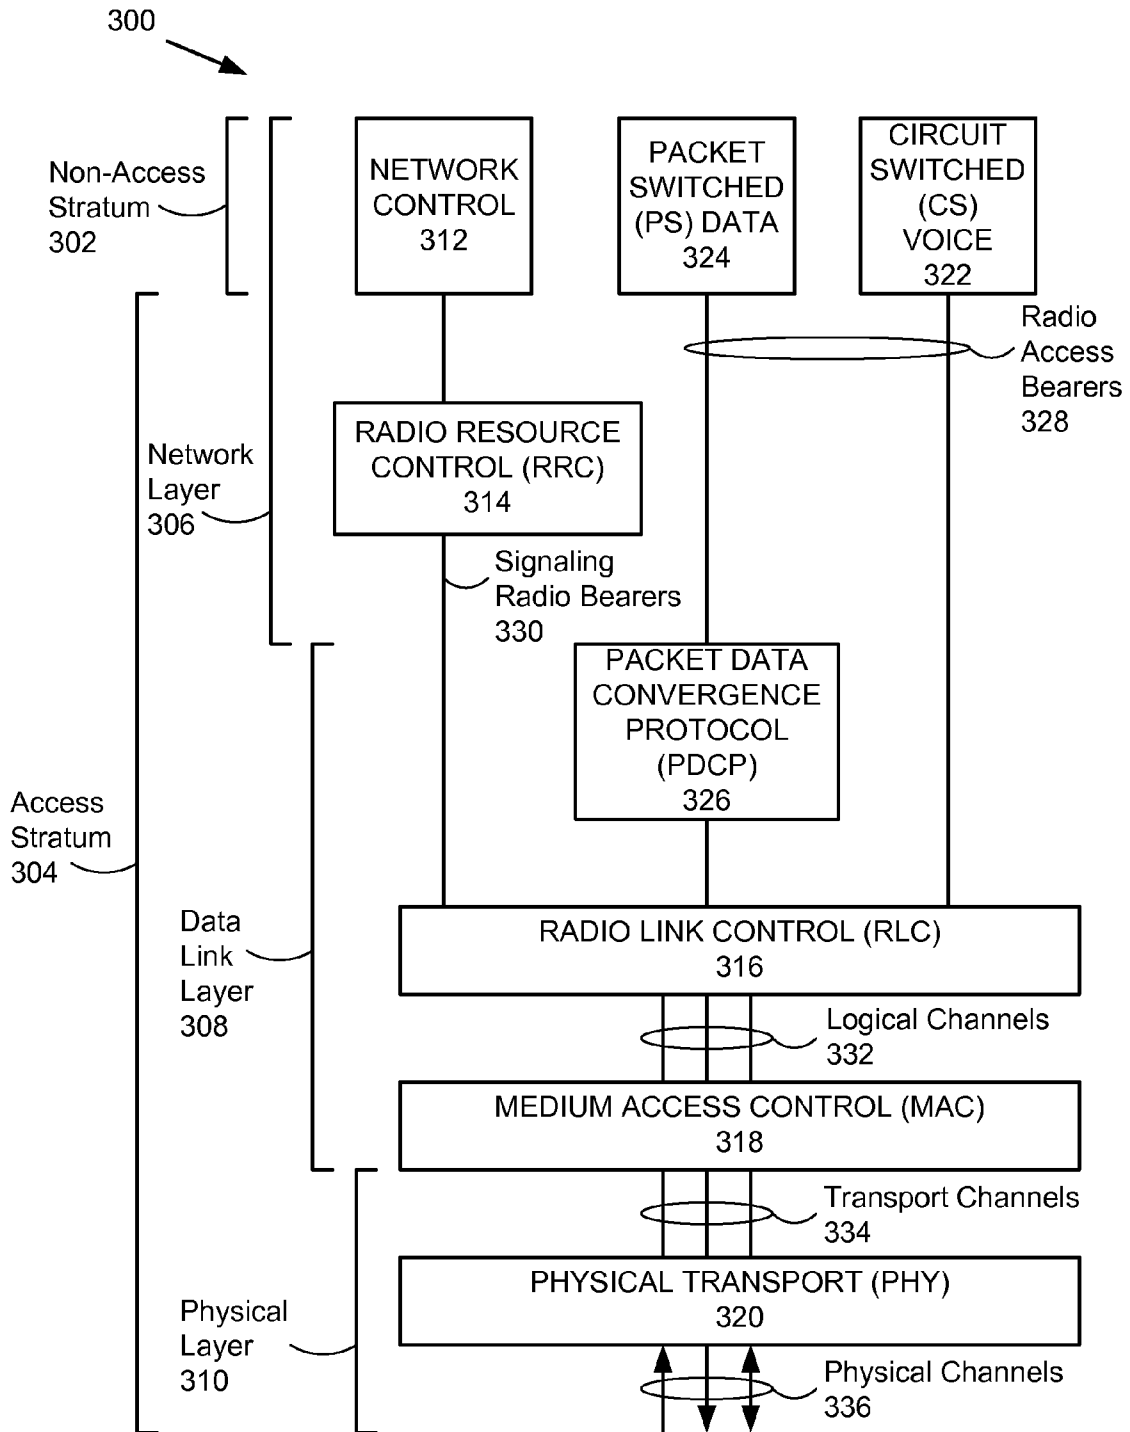 300
Non-Access
Stratum
302
NETWORK
CONTROL
312
PACKET
SWITCHED
(PS) DATA
324
CIRCUIT
SWITCHED
(CS)
VOICE
322
Radio
Access
Bearers
328
RADIO RESOURCE
CONTROL (RRC)
314
Network
Layer
306
Signaling
Radio Bearers
330
PACKET DATA
CONVERGENCE
PROTOCOL
(PDCP)
326
Access
Stratum
304
Data
Link
Layer
308
RADIO LINK CONTROL (RLC)
316
Logical Channels
332
MEDIUM ACCESS CONTROL (MAC)
318
Transport Channels
334
PHYSICAL TRANSPORT (PHY)
320
Physical
Layer
310
Physical Channels
336